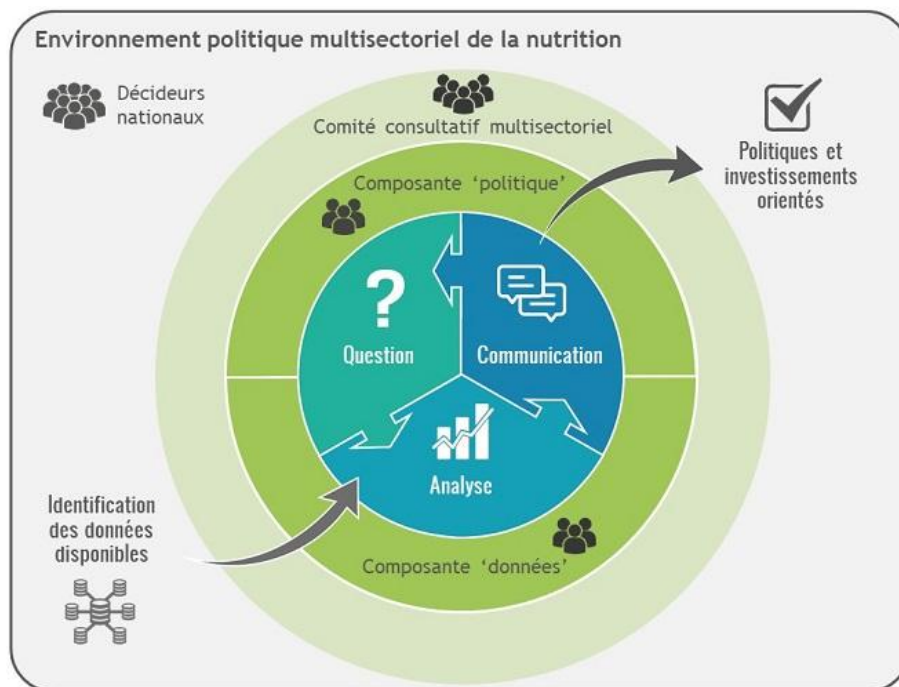 Environnement politique multisectoriel de la nutrition
Décideurs
nationaux
Comité consultatif multisectoriel
Politiques et
investissements
orientés
Composante ‘politique’
?
Question
Communication
Analyse
Identification
des données
disponibles
Composante ‘données’